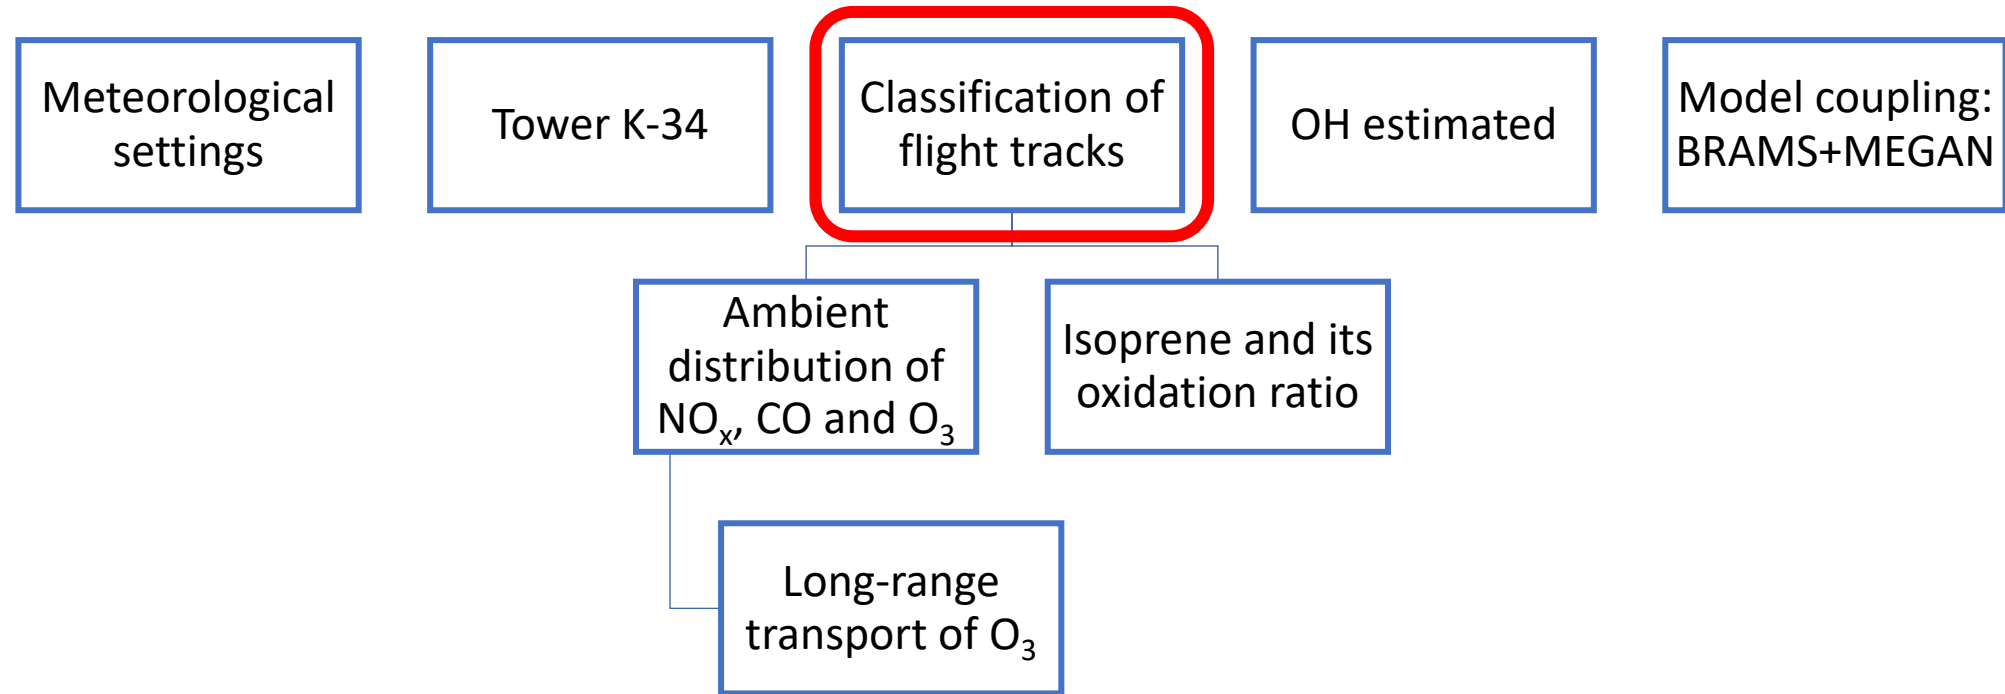 Meteorological
settings
Tower K-34
Classification of
flight tracks
OH estimated
Model coupling:
BRAMS+MEGAN
Ambient
distribution of
NOₓ, CO and O₃
Isoprene and its
oxidation ratio
Long-range
transport of O₃